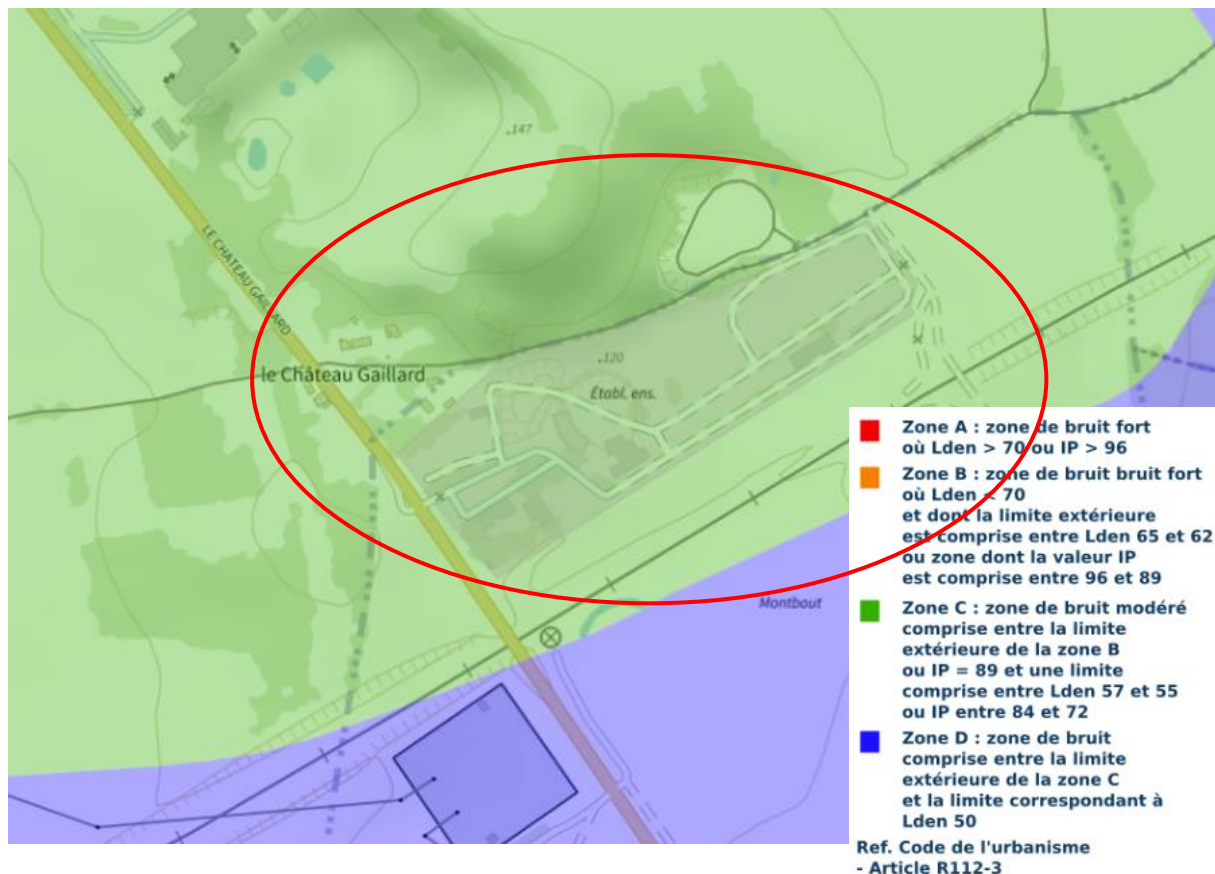 147
LE CHATEAU GAILLARD
le Château Gaillard
120
Établ. ens.
Montbout
Zone A : zone de bruit fort
où Lden > 70 ou IP > 96
Zone B : zone de bruit bruit fort
où Lden < 70
et dont la limite extérieure
est comprise entre Lden 65 et 62
ou zone dont la valeur IP
est comprise entre 96 et 89
Zone C : zone de bruit modéré
comprise entre la limite
extérieure de la zone B
ou IP = 89 et une limite
comprise entre Lden 57 et 55
ou IP entre 84 et 72
Zone D : zone de bruit
comprise entre la limite
extérieure de la zone C
et la limite correspondant à
Lden 50
Ref. Code de l'urbanisme
- Article R112-3